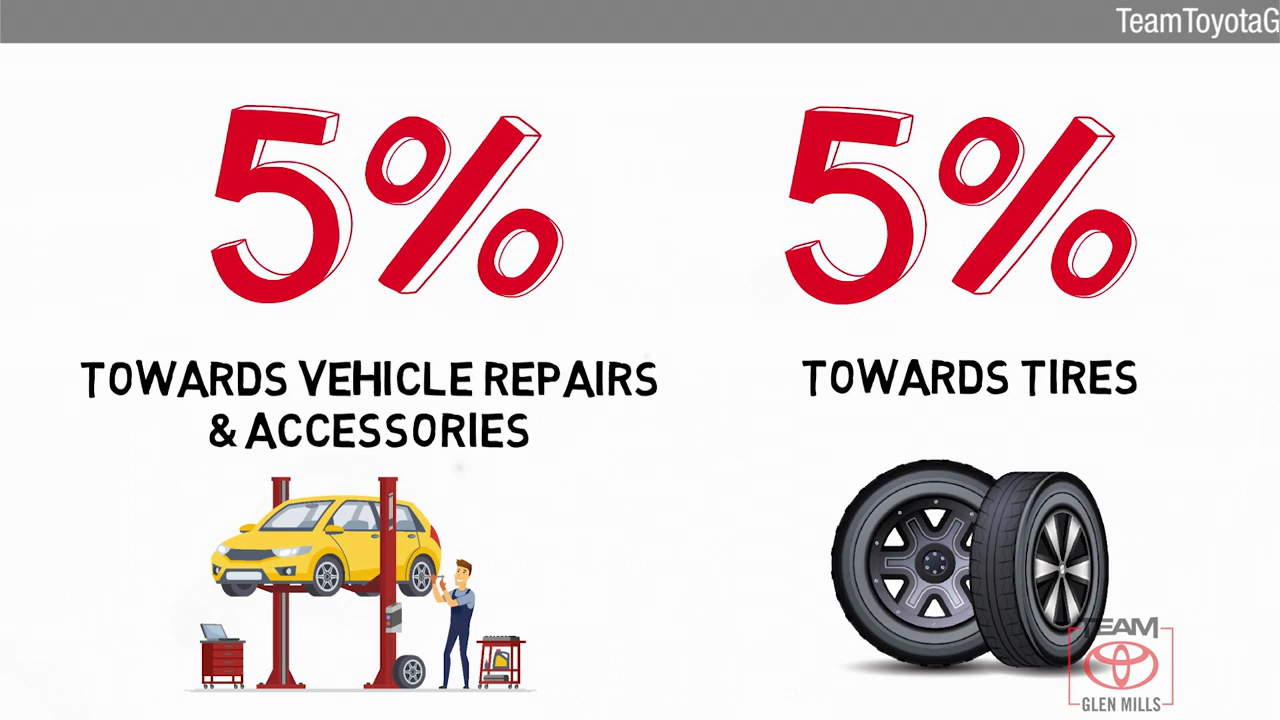 TeamToyotaG
5% 5%
TOWARDS VEHICLE REPAIRS
& ACCESSORIES
TOWARDS TIRES
TEAM
GLEN MILLS